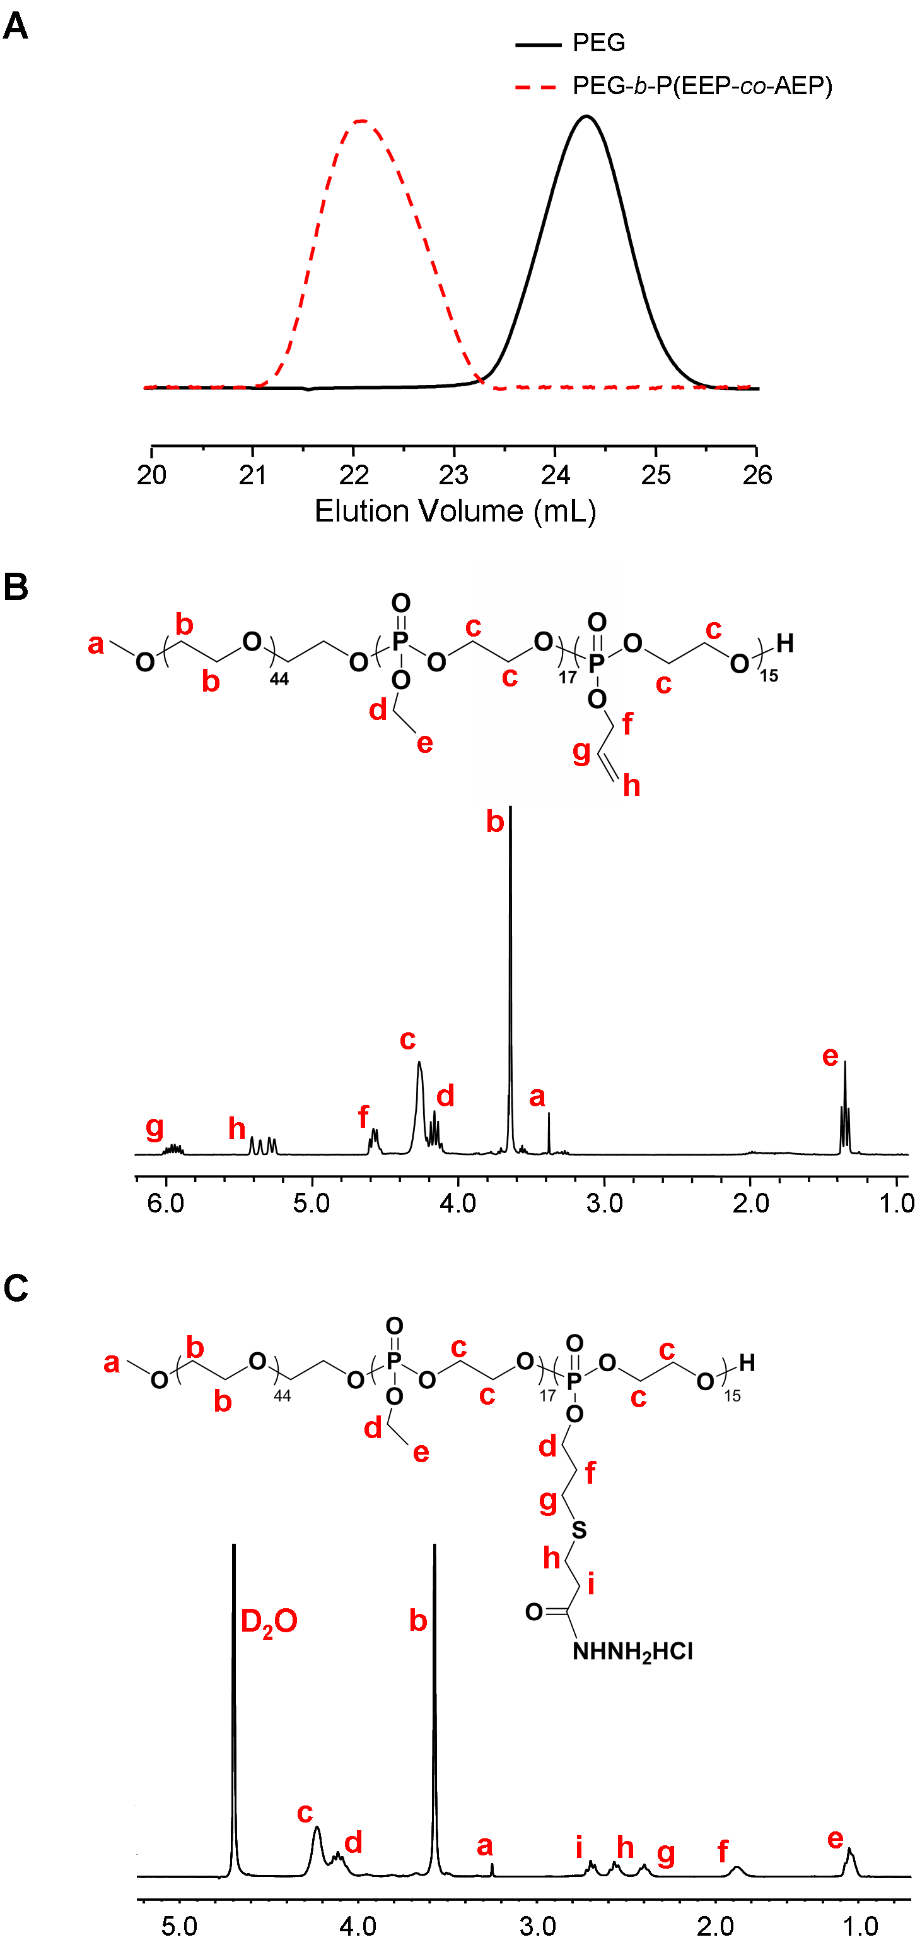 A
PEG
PEG-b-P(EEP-co-AEP)
20 21 22 23 24 25 26
Elution Volume (mL)
B
a O b b O 44 O P O O d e O c c O 17 P O O f g h O c c O 15 H
b
c
e
a
d
f
h
g
6.0 5.0 4.0 3.0 2.0 1.0
C
a O b b O 44 O P O O d e O c c O 17 P O O d f g S h i O NHNH2HCl O c c O 15 H
D2O
b
c
d
a
i
h
g
f
e
5.0 4.0 3.0 2.0 1.0